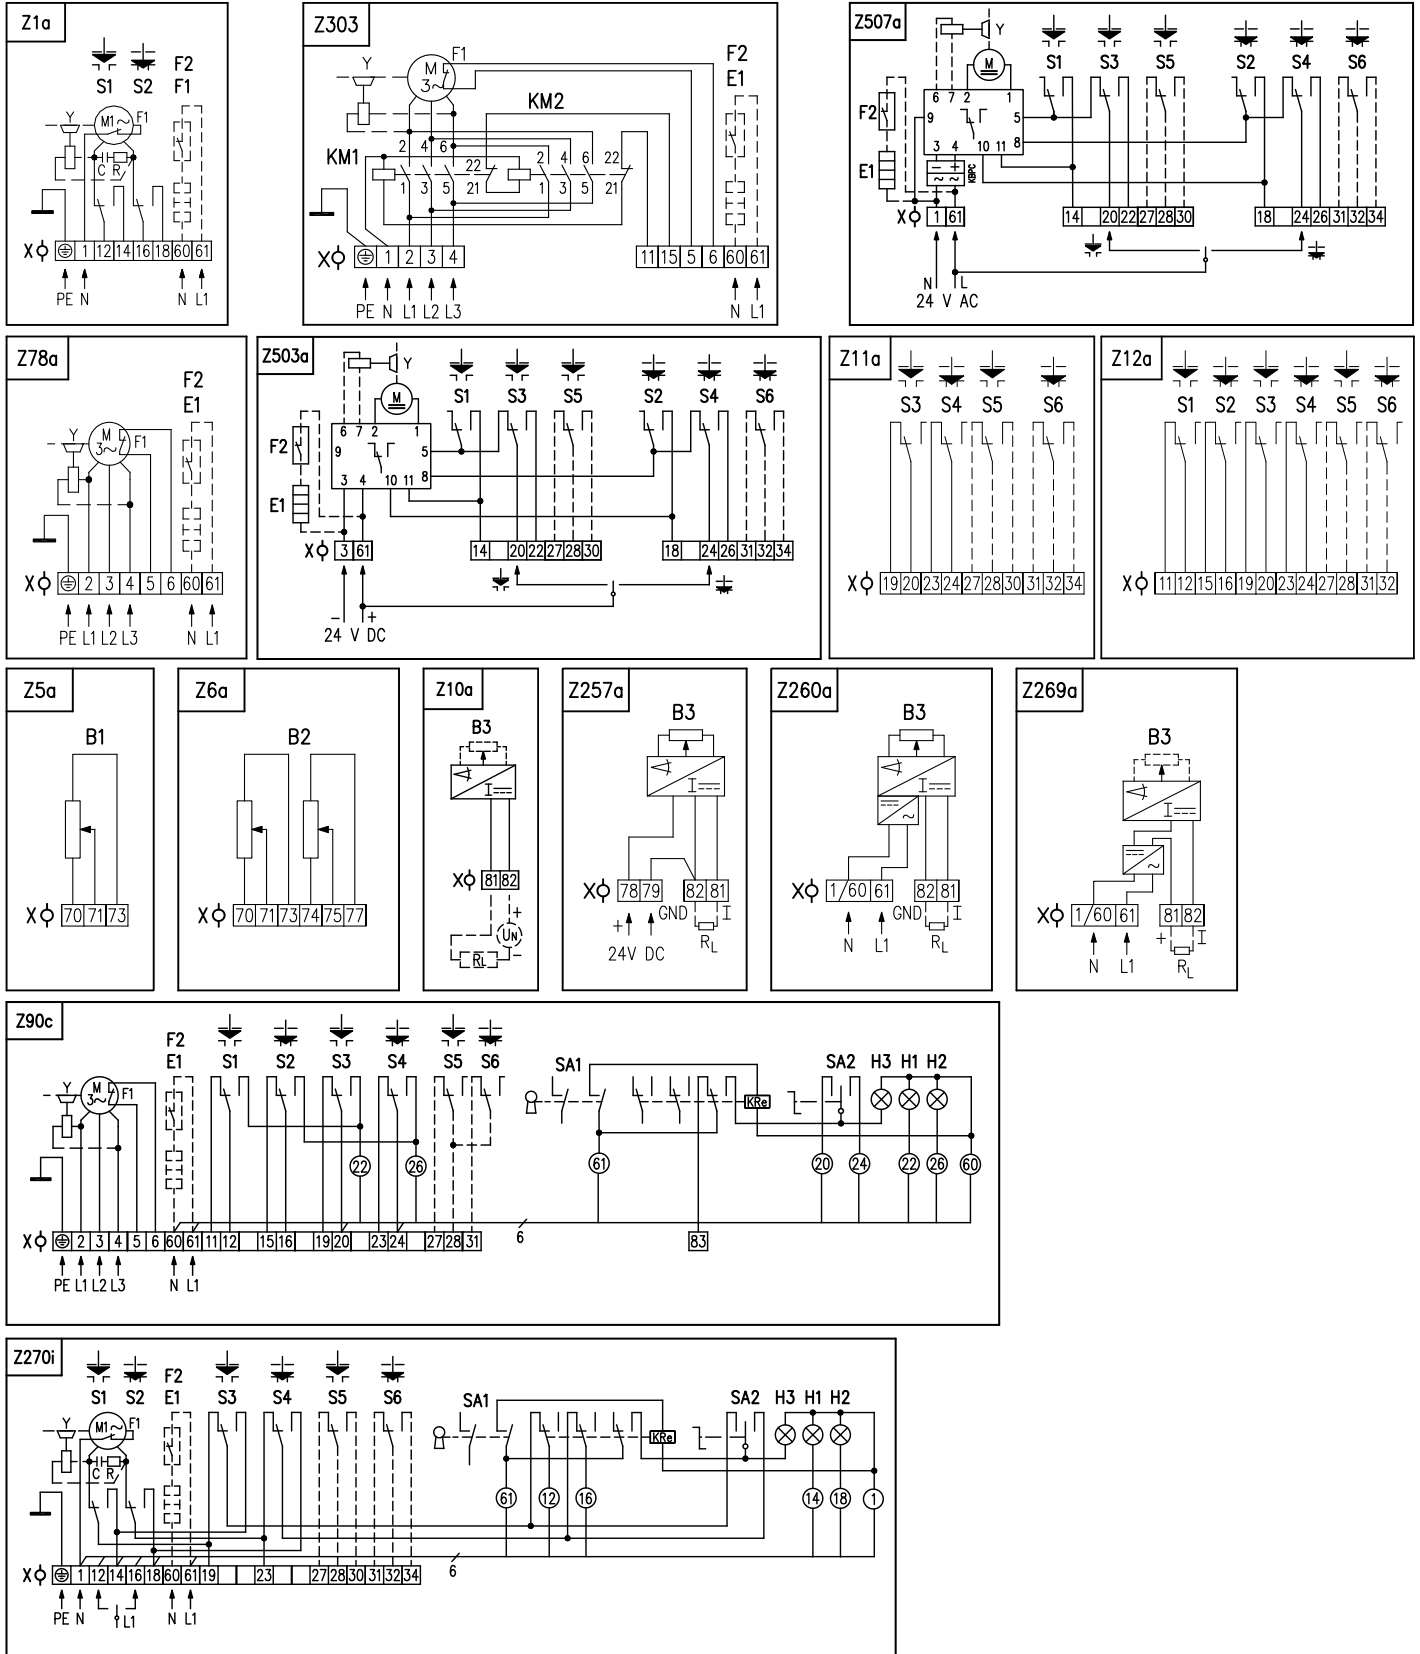 Z1a
S1 S2 F2
F1
Y M1 ~ F1
C R
X 1 12 14 16 18 60 61
PE N N L1
Z303
Y M 3~ F1 F2
E1
KM2
KM1
2 4 6 22 2 4 6 22
1 3 5 21 1 3 5 21
X 1 2 3 4 11 15 5 6 60 61
PE N L1 L2 L3 N L1
Z507a
Y M
S1 S3 S5 S2 S4 S6
F2
E1
6 7 2 1
9 5
8
3 4 10 11
− +
~ ~
KBPC
X 1 61 14 20 22 27 28 30 18 24 26 31 32 34
N L
24 V AC
Z78a
F2
E1
Y M 3~ F1
X 2 3 4 5 6 60 61
PE L1 L2 L3 N L1
Z503a
Y M
S1 S3 S5 S2 S4 S6
F2
E1
6 7 2 1
9 5
8
3 4 10 11
X 3 61 14 20 22 27 28 30 18 24 26 31 32 34
− +
24 V DC
Z11a
S3 S4 S5 S6
X 19 20 23 24 27 28 30 31 32 34
Z12a
S1 S2 S3 S4 S5 S6
X 11 12 15 16 19 20 23 24 27 28 31 32
Z5a
B1
X 70 71 73
Z6a
B2
X 70 71 73 74 75 77
Z10a
B3
I
X 81 82
+
UN
RL −
Z257a
B3
I
X 78 79 82 81
+ GND I
24V DC RL
Z260a
B3
I
~
X 1/60 61 82 81
GND I
N L1 RL
Z269a
B3
I
~
X 1/60 61 81 82
+ I
N L1 RL
Z90c
F2
E1 S1 S2 S3 S4 S5 S6 SA1 SA2 H3 H1 H2
Y M 3~ F1
KRe
22 26 61 20 24 22 26 60
X 2 3 4 5 6 60 61 11 12 15 16 19 20 23 24 27 28 31 6 83
PE L1 L2 L3 N L1
Z270i
S1 S2 F2
E1 S3 S4 S5 S6 SA1 SA2 H3 H1 H2
Y M1 ~ F1
KRe
C R
61 12 16 14 18 1
X 1 12 14 16 18 60 61 19 23 27 28 30 31 32 34 6
PE N L1 N L1